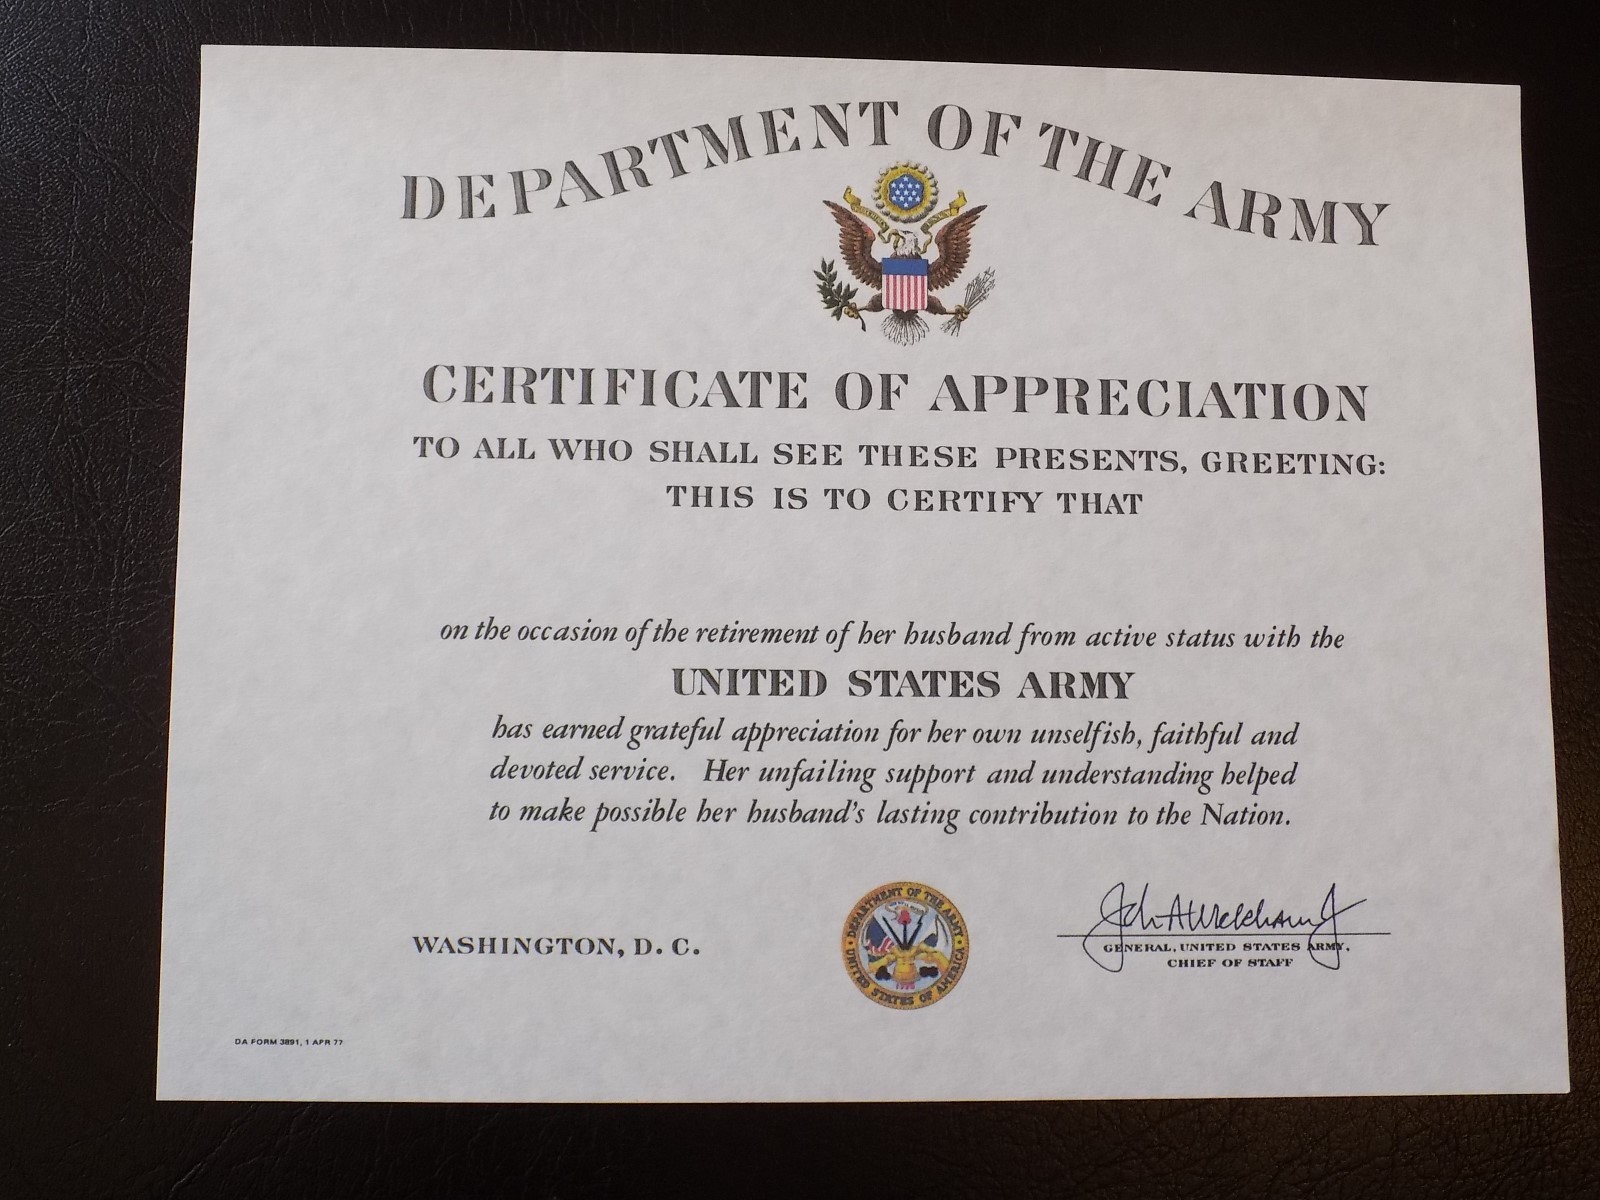 DEPARTMENT OF THE ARMY
CERTIFICATE OF APPRECIATION
TO ALL WHO SHALL SEE THESE PRESENTS, GREETING:
THIS IS TO CERTIFY THAT
on the occasion of the retirement of her husband from active status with the
UNITED STATES ARMY
has earned grateful appreciation for her own unselfish, faithful and
devoted service. Her unfailing support and understanding helped
to make possible her husband's lasting contribution to the Nation.
WASHINGTON, D. C.
DEPARTMENT OF THE ARMY
UNITED STATES OF AMERICA
1775
John A Wickham Jr
GENERAL, UNITED STATES ARMY,
CHIEF OF STAFF
DA FORM 3891, 1 APR 77